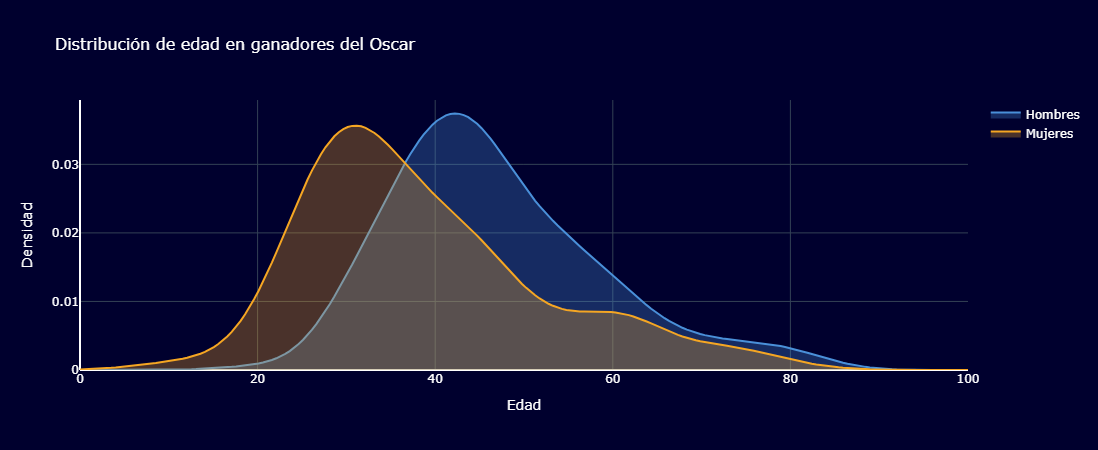 Distribución de edad en ganadores del Oscar
Hombres
Mujeres
0.03
0.02
0.01
0
Densidad
0
20
40
60
80
100
Edad